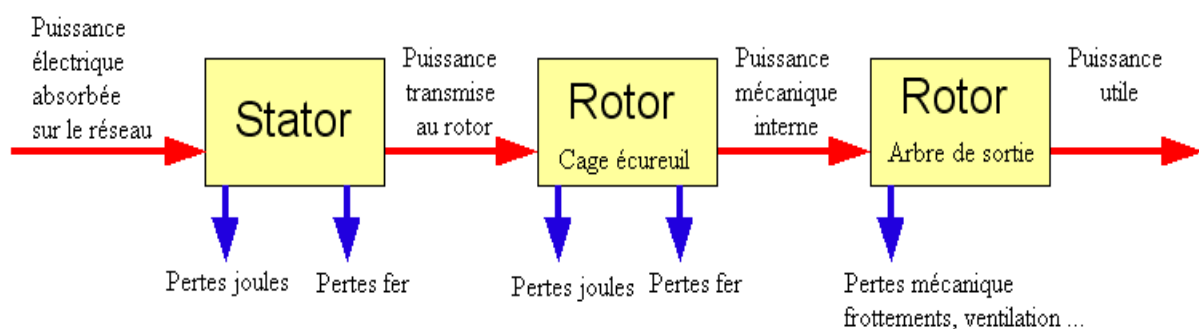 Puissance
électrique
absorbée
sur le réseau
Stator
Puissance
transmise
au rotor
Rotor
Cage écureuil
Puissance
mécanique
interne
Rotor
Arbre de sortie
Puissance
utile
Pertes joules
Pertes fer
Pertes joules
Pertes fer
Pertes mécanique
frottements, ventilation ...